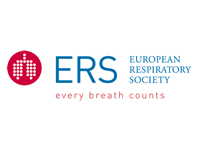 ERS
EUROPEAN
RESPIRATORY
SOCIETY
every breath counts